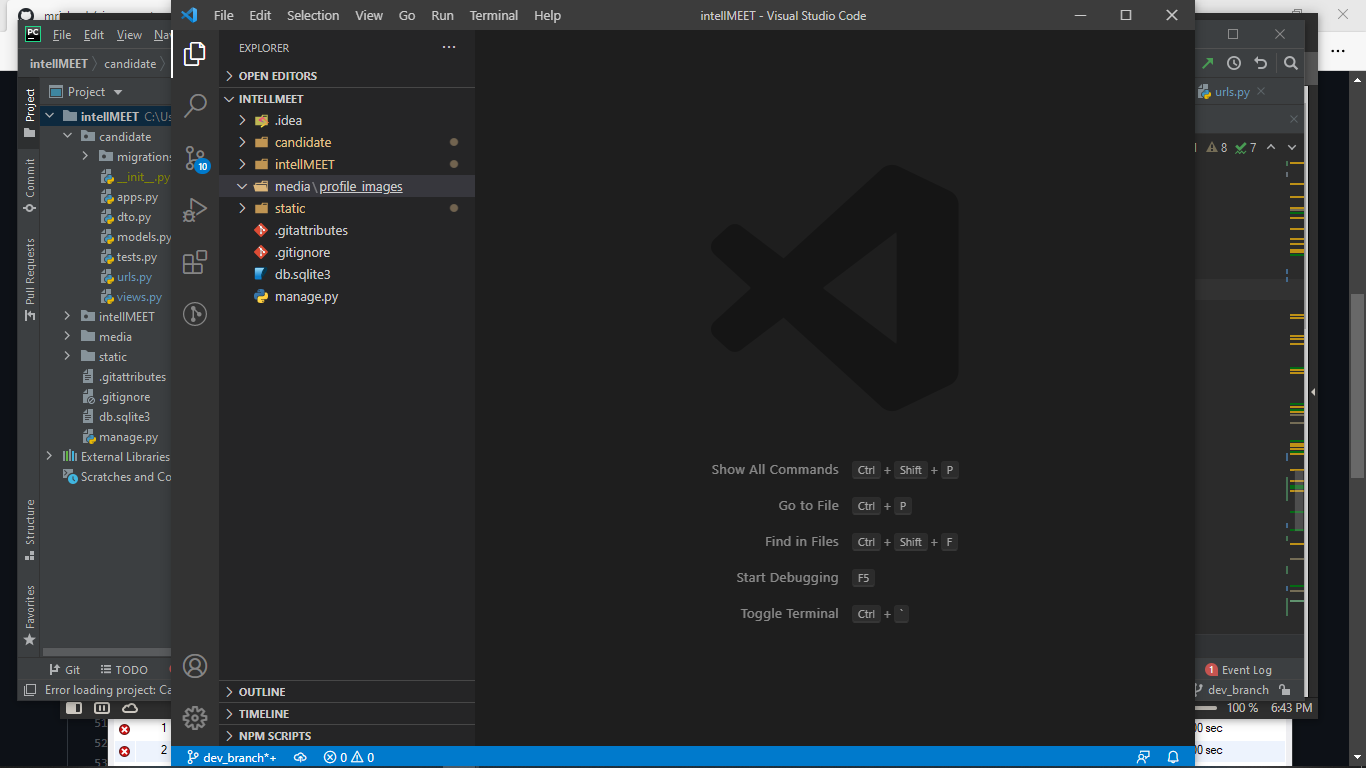 File Edit Selection View Go Run Terminal Help
intellMEET - Visual Studio Code
PC File Edit View
intellMEET candidate
Project
intellMEET
candidate
migrations
__init__.py
apps.py
dto.py
models.py
tests.py
urls.py
views.py
intellMEET
media
static
.gitattributes
.gitignore
db.sqlite3
manage.py
External Libraries
Scratches and Co
Project
Commit
Pull Requests
Structure
Favorites
Git TODO
Error loading project: Ca
EXPLORER
OPEN EDITORS
INTELLMEET
.idea
candidate
intellMEET
media\profile_images
static
.gitattributes
.gitignore
db.sqlite3
manage.py
10
OUTLINE
TIMELINE
NPM SCRIPTS
Show All Commands Ctrl + Shift + P
Go to File Ctrl + P
Find in Files Ctrl + Shift + F
Start Debugging F5
Toggle Terminal Ctrl + `
urls.py
8 7
1 Event Log
dev_branch
100 % 6:43 PM
51 1
52 2
53
0 sec
0 sec
dev_branch*+ 0 0